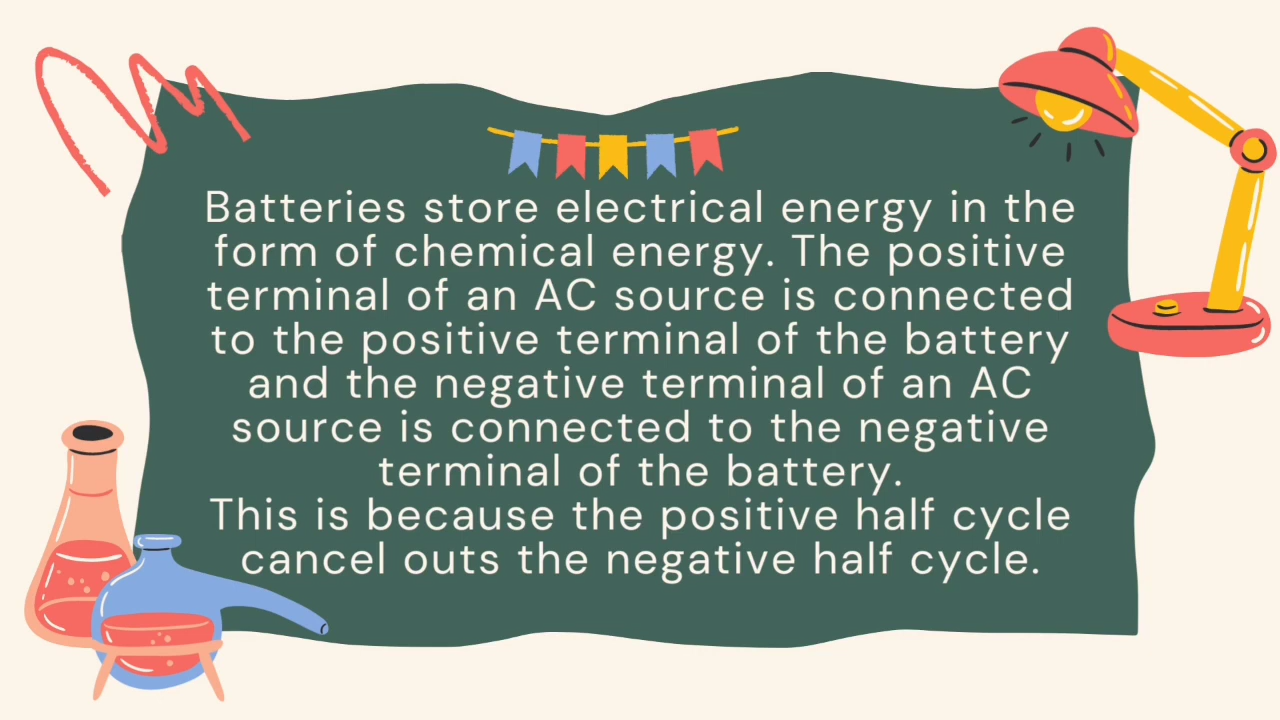 Batteries store electrical energy in the
form of chemical energy. The positive
terminal of an AC source is connected
to the positive terminal of the battery
and the negative terminal of an AC
source is connected to the negative
terminal of the battery.
This is because the positive half cycle
cancel outs the negative half cycle.